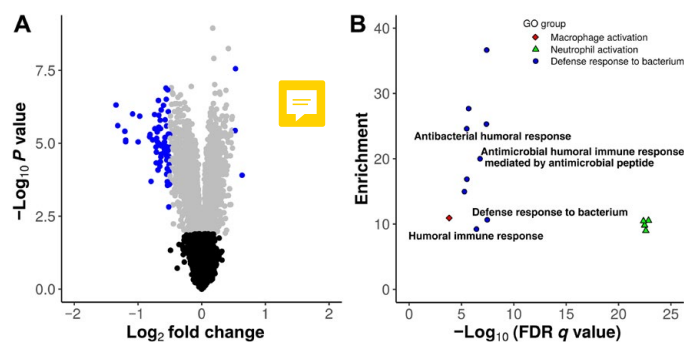 A
−Log10 P value
7.5
5.0
2.5
0.0
−2
−1
0
1
2
Log2 fold change
B
GO group
Macrophage activation
Neutrophil activation
Defense response to bacterium
Enrichment
40
30
20
10
0
Antibacterial humoral response
Antimicrobial humoral immune response
mediated by antimicrobial peptide
Defense response to bacterium
Humoral immune response
0
5
10
15
20
25
−Log10 (FDR q value)